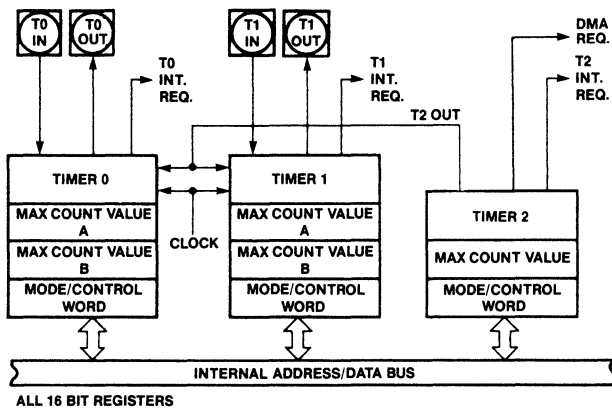 T0
IN
T0
OUT
T1
IN
T1
OUT
DMA
REQ.
T0
INT.
REQ.
T1
INT.
REQ.
T2
INT.
REQ.
T2 OUT
TIMER 0
MAX COUNT VALUE
A
MAX COUNT VALUE
B
MODE/CONTROL
WORD
CLOCK
TIMER 1
MAX COUNT VALUE
A
MAX COUNT VALUE
B
MODE/CONTROL
WORD
TIMER 2
MAX COUNT VALUE
MODE/CONTROL
WORD
INTERNAL ADDRESS/DATA BUS
ALL 16 BIT REGISTERS